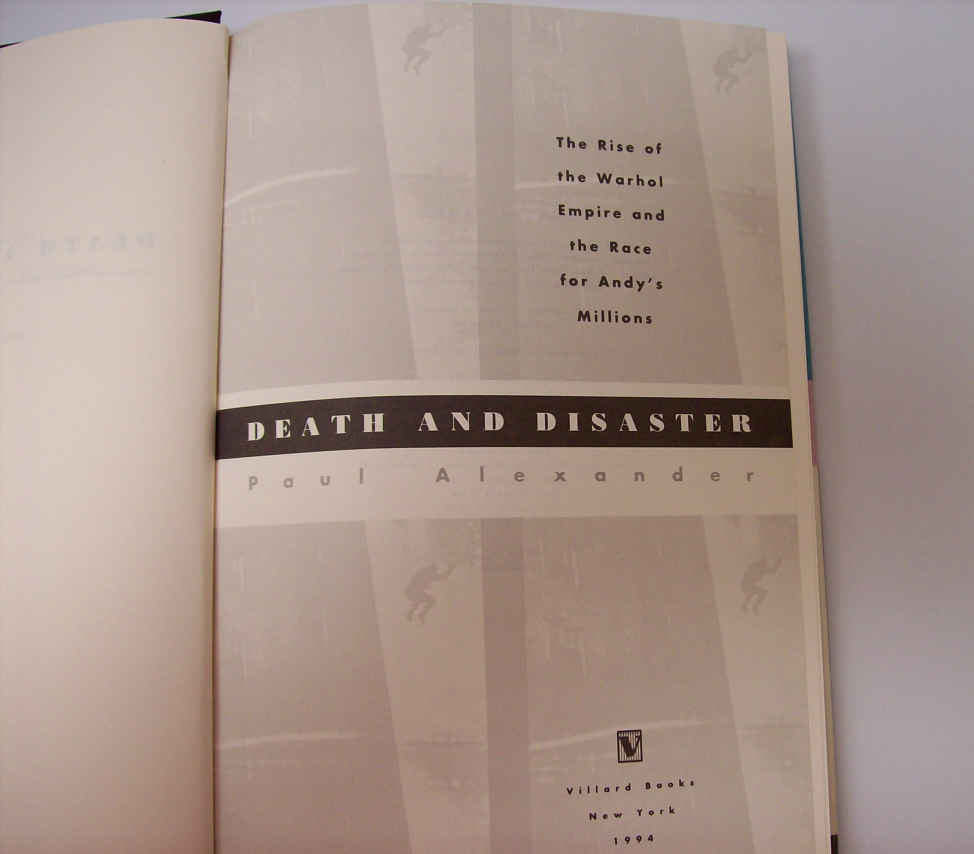 The Rise of
the Warhol
Empire and
the Race
for Andy's
Millions
DEATH AND DISASTER
Paul Alexander
V
Villard Books
New York
1994